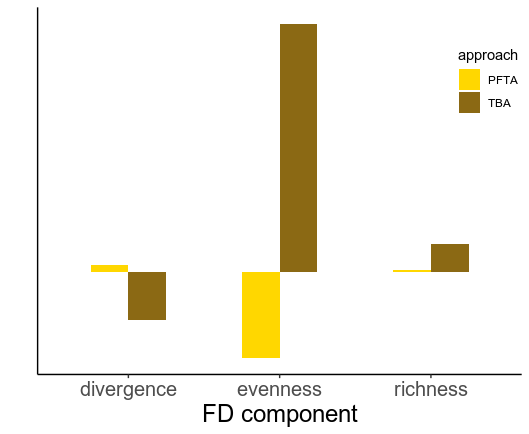 approach
PFTA
TBA
divergence evenness richness
FD component